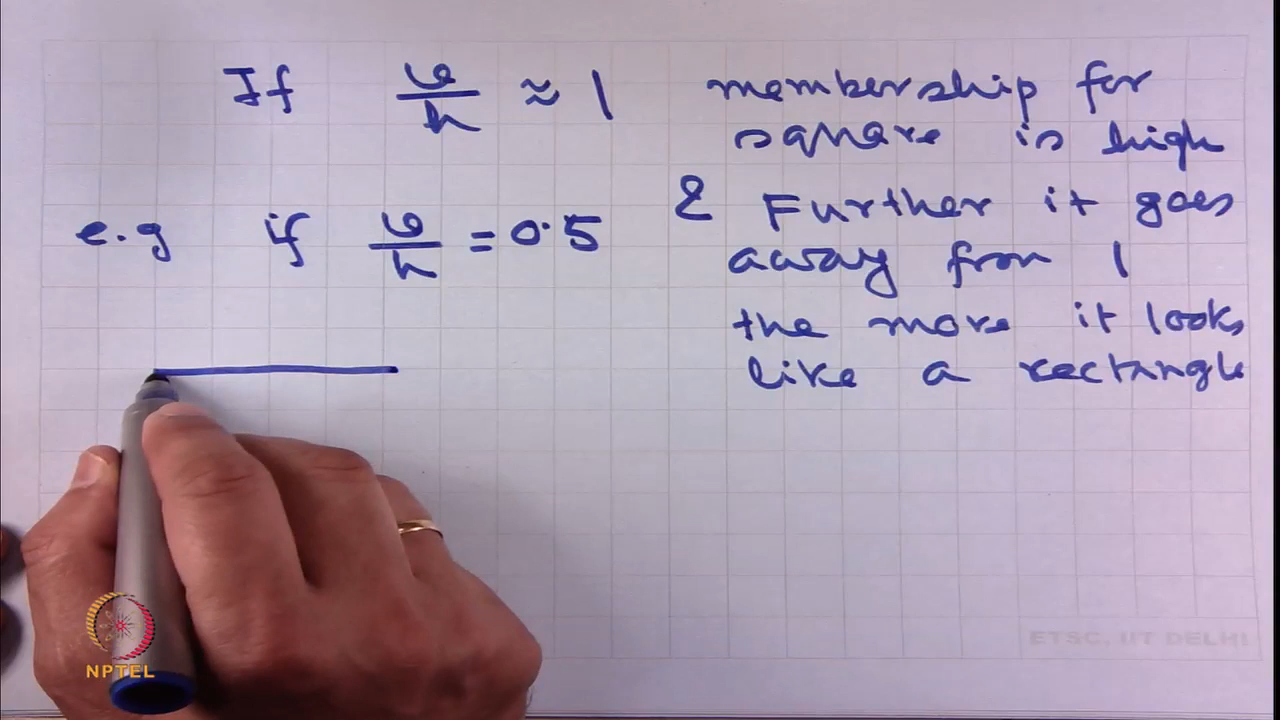 If v/h ≈ 1 membership for
square is high
& Further it goes
away from 1
the more it looks
like a rectangle
e.g if v/h = 0.5
NPTEL
ETSC, IIT DELHI